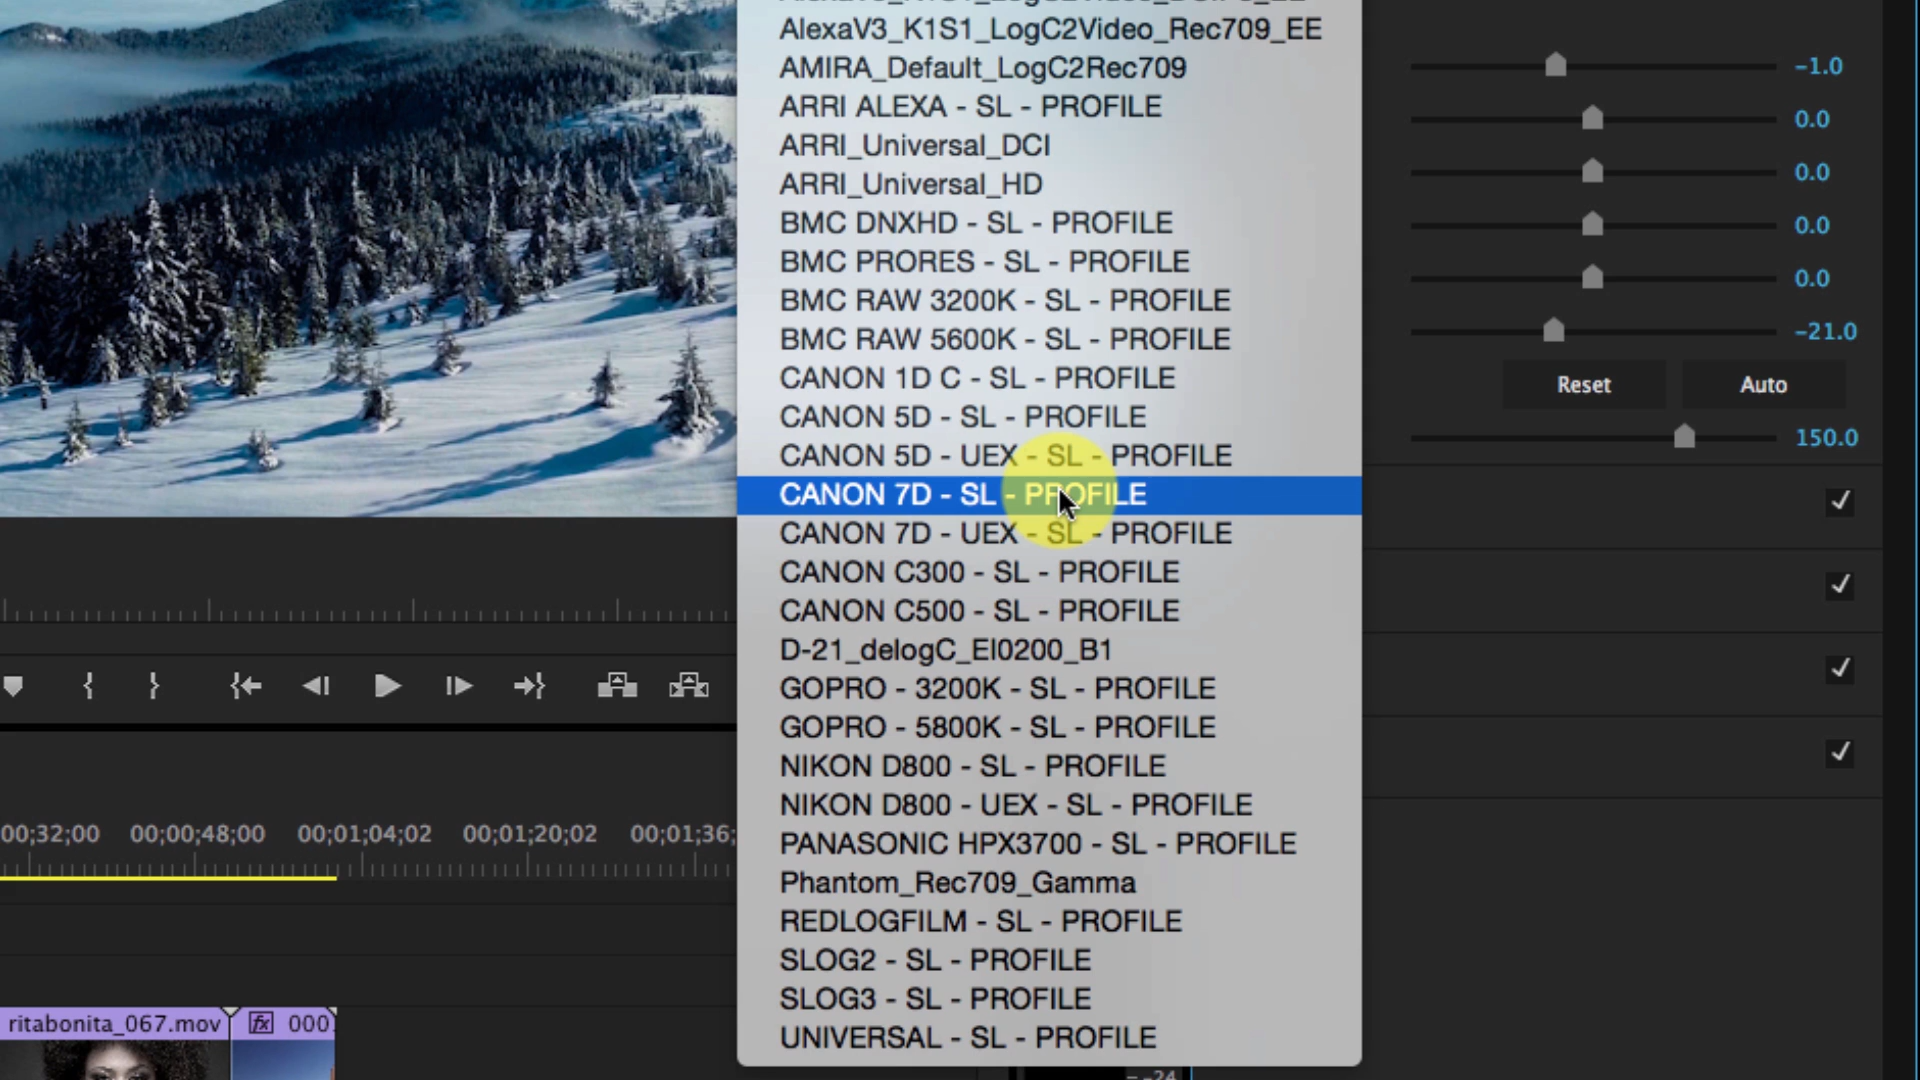 AlexaV3_K1S1_LogC2Video_Rec709_EE
AMIRA_Default_LogC2Rec709
ARRI ALEXA - SL - PROFILE
ARRI_Universal_DCI
ARRI_Universal_HD
BMC DNXHD - SL - PROFILE
BMC PRORES - SL - PROFILE
BMC RAW 3200K - SL - PROFILE
BMC RAW 5600K - SL - PROFILE
CANON 1D C - SL - PROFILE
CANON 5D - SL - PROFILE
CANON 5D - UEX - SL - PROFILE
CANON 7D - SL - PROFILE
CANON 7D - UEX - SL - PROFILE
CANON C300 - SL - PROFILE
CANON C500 - SL - PROFILE
D-21_delogC_EI0200_B1
GOPRO - 3200K - SL - PROFILE
GOPRO - 5800K - SL - PROFILE
NIKON D800 - SL - PROFILE
NIKON D800 - UEX - SL - PROFILE
PANASONIC HPX3700 - SL - PROFILE
Phantom_Rec709_Gamma
REDLOGFILM - SL - PROFILE
SLOG2 - SL - PROFILE
SLOG3 - SL - PROFILE
UNIVERSAL - SL - PROFILE
-1.0
0.0
0.0
0.0
0.0
-21.0
Reset Auto
150.0
00;32;00 00;00;48;00 00;01;04;02 00;01;20;02 00;01;36;
ritabonita_067.mov fx 000
-24